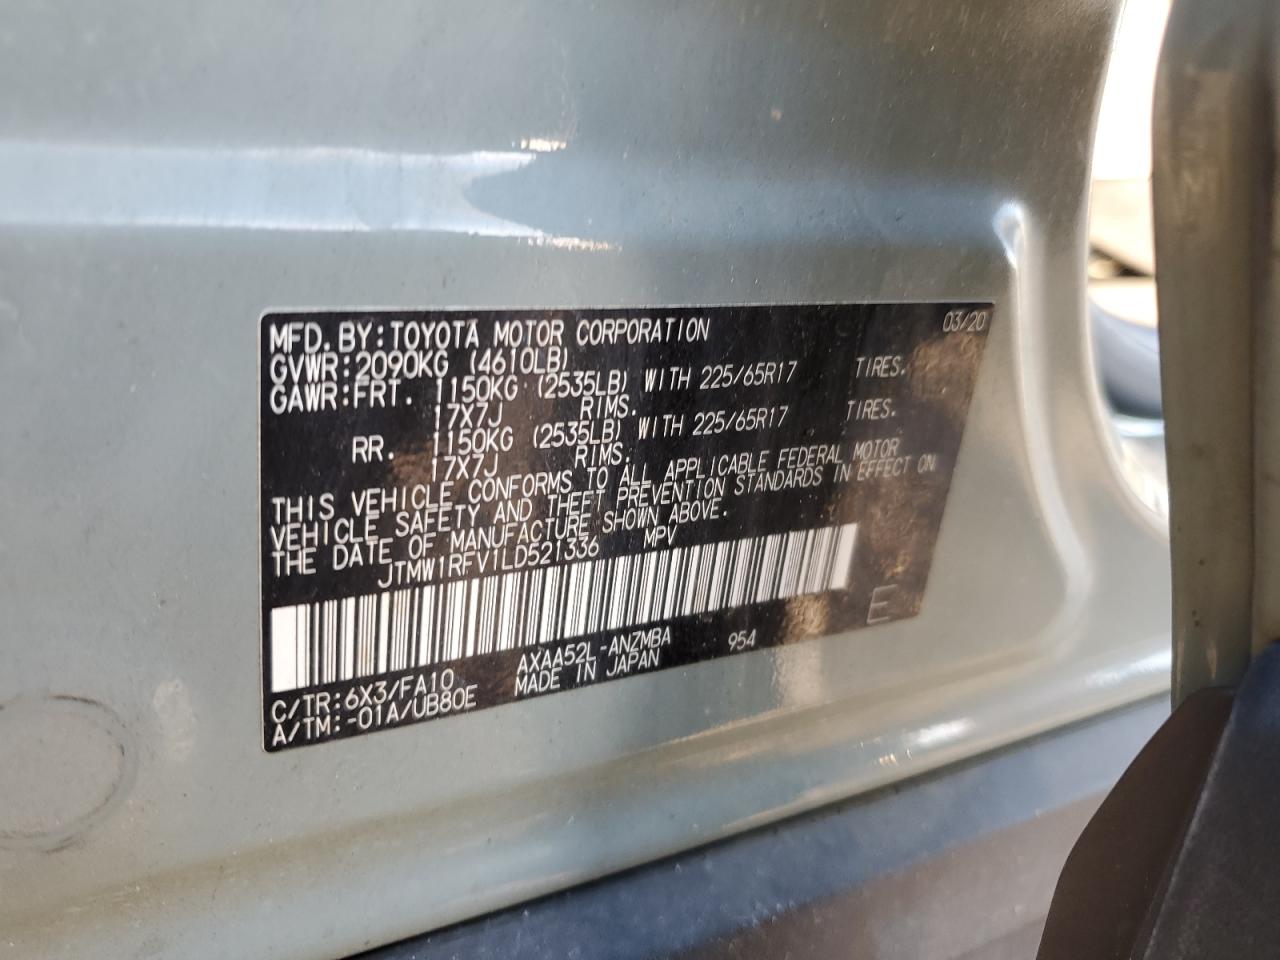 MFD. BY: TOYOTA MOTOR CORPORATION 03/20
GVWR: 2090KG (4610LB)
GAWR: FRT. 1150KG (2535LB) WITH 225/65R17 TIRES.
17X7J RIMS.
RR. 1150KG (2535LB) WITH 225/65R17 TIRES.
17X7J RIMS.
THIS VEHICLE CONFORMS TO ALL APPLICABLE FEDERAL MOTOR
VEHICLE SAFETY AND THEFT PREVENTION STANDARDS IN EFFECT ON
THE DATE OF MANUFACTURE SHOWN ABOVE.
JTMW1RFV1LD521336 MPV
E
C/TR: 6X3/FA10 AXAA52L-ANZMBA 954
A/TM: -01A/UB80E MADE IN JAPAN